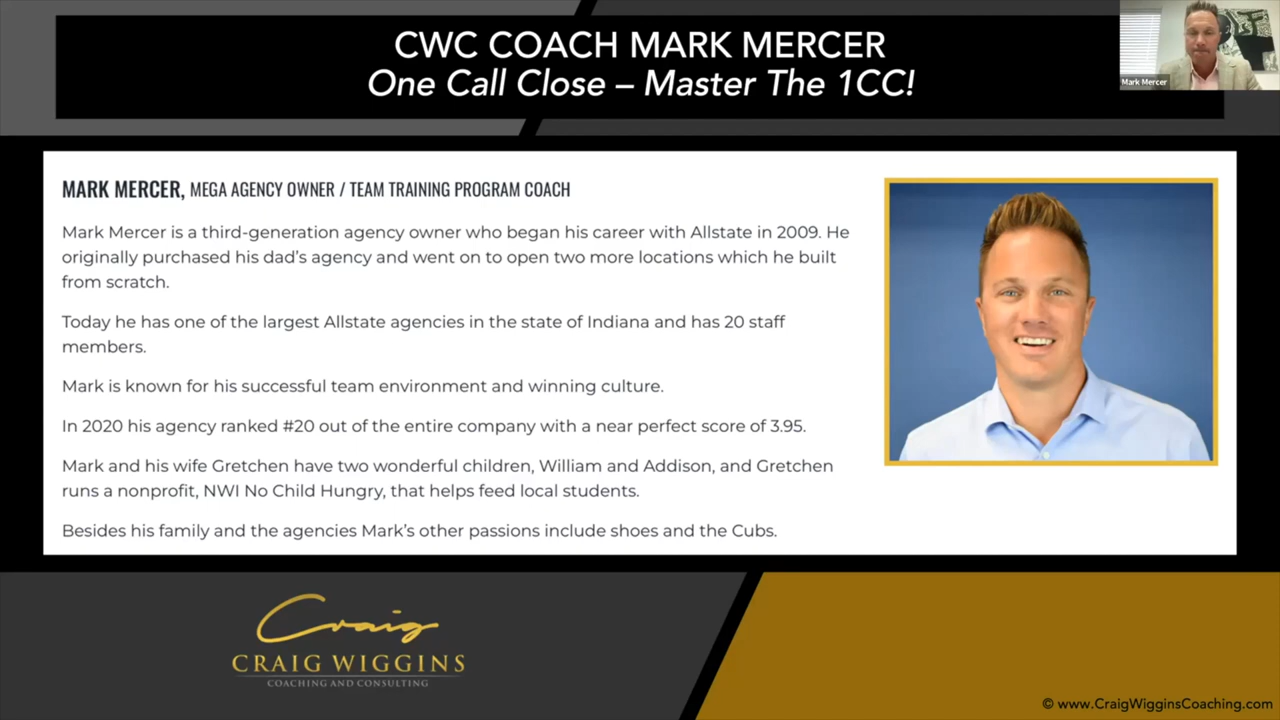 CWC COACH MARK MERCER
One Call Close – Master The 1CC!
Mark Mercer
MARK MERCER, MEGA AGENCY OWNER / TEAM TRAINING PROGRAM COACH
Mark Mercer is a third-generation agency owner who began his career with Allstate in 2009. He
originally purchased his dad’s agency and went on to open two more locations which he built
from scratch.
Today he has one of the largest Allstate agencies in the state of Indiana and has 20 staff
members.
Mark is known for his successful team environment and winning culture.
In 2020 his agency ranked #20 out of the entire company with a near perfect score of 3.95.
Mark and his wife Gretchen have two wonderful children, William and Addison, and Gretchen
runs a nonprofit, NWI No Child Hungry, that helps feed local students.
Besides his family and the agencies Mark’s other passions include shoes and the Cubs.
Craig
CRAIG WIGGINS
COACHING AND CONSULTING
© www.CraigWigginsCoaching.com